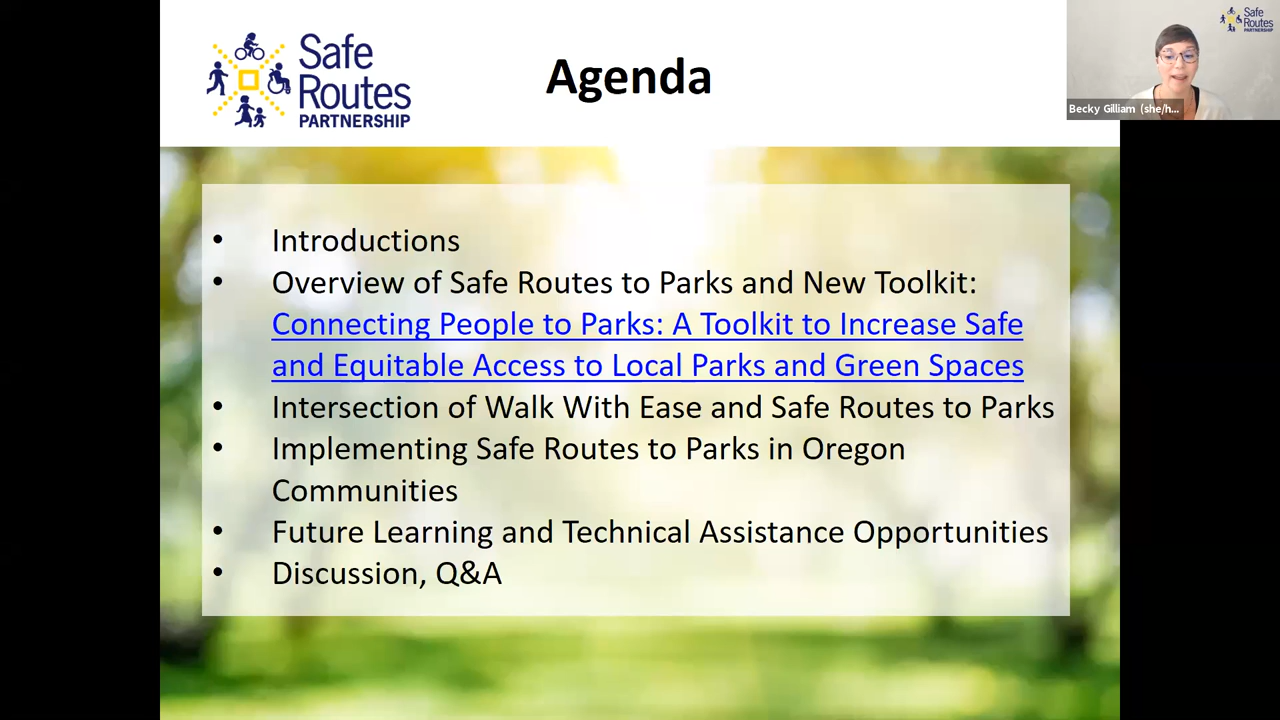 Safe
Routes
PARTNERSHIP
Agenda
Safe
Routes
PARTNERSHIP
Becky Gilliam (she/h...
• Introductions
• Overview of Safe Routes to Parks and New Toolkit:
Connecting People to Parks: A Toolkit to Increase Safe
and Equitable Access to Local Parks and Green Spaces
• Intersection of Walk With Ease and Safe Routes to Parks
• Implementing Safe Routes to Parks in Oregon
Communities
• Future Learning and Technical Assistance Opportunities
• Discussion, Q&A